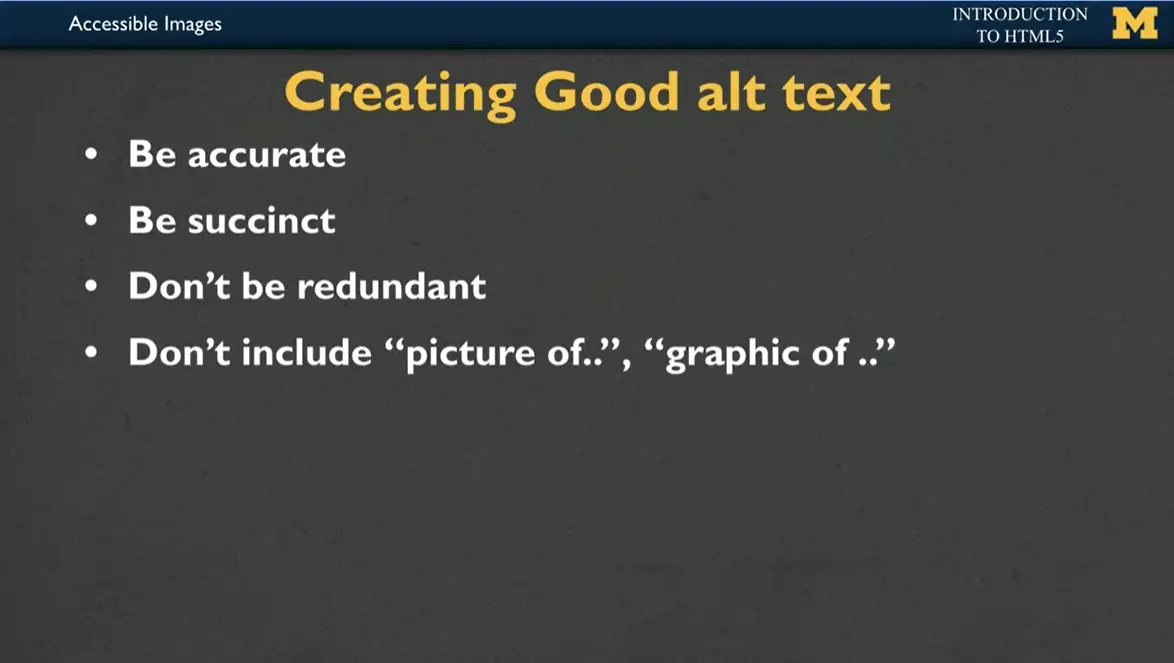 Accessible Images
INTRODUCTION
TO HTML5
M
Creating Good alt text
• Be accurate
• Be succinct
• Don’t be redundant
• Don’t include “picture of..”, “graphic of ..”